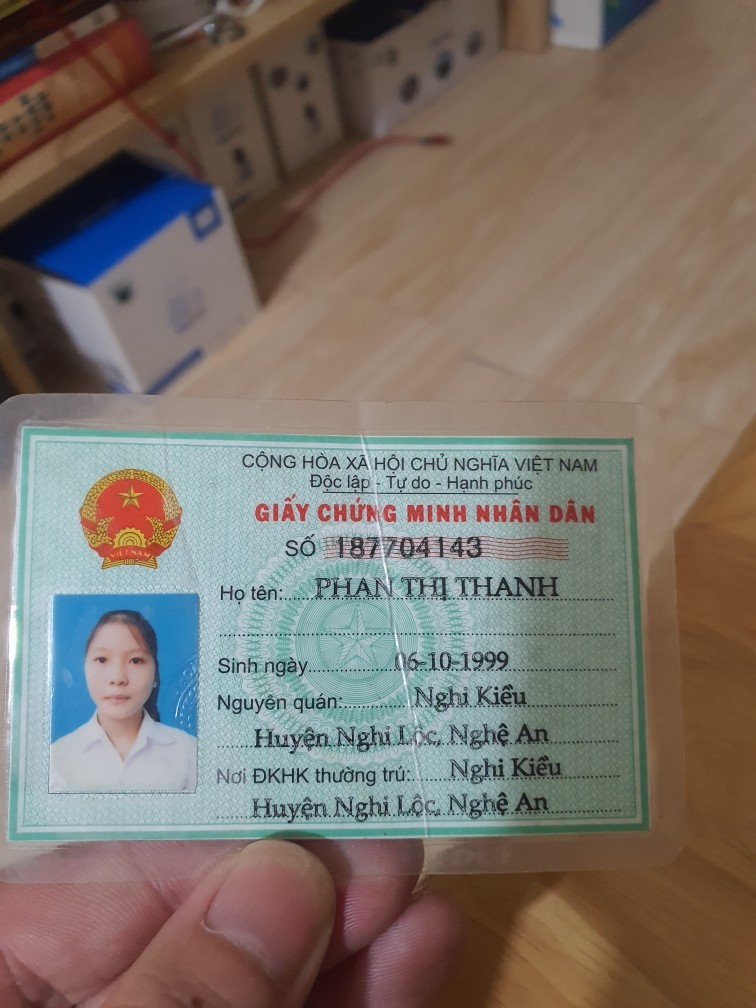 CỘNG HÒA XÃ HỘI CHỦ NGHĨA VIỆT NAM
Độc lập - Tự do - Hạnh phúc
GIẤY CHỨNG MINH NHÂN DÂN
SỐ 187704143
Họ tên: PHAN THỊ THANH
Sinh ngày 06-10-1999
Nguyên quán: Nghi Kiều
Huyện Nghi Lộc, Nghệ An
Nơi ĐKHK thường trú: Nghi Kiều
Huyện Nghi Lộc, Nghệ An
VIỆT NAM